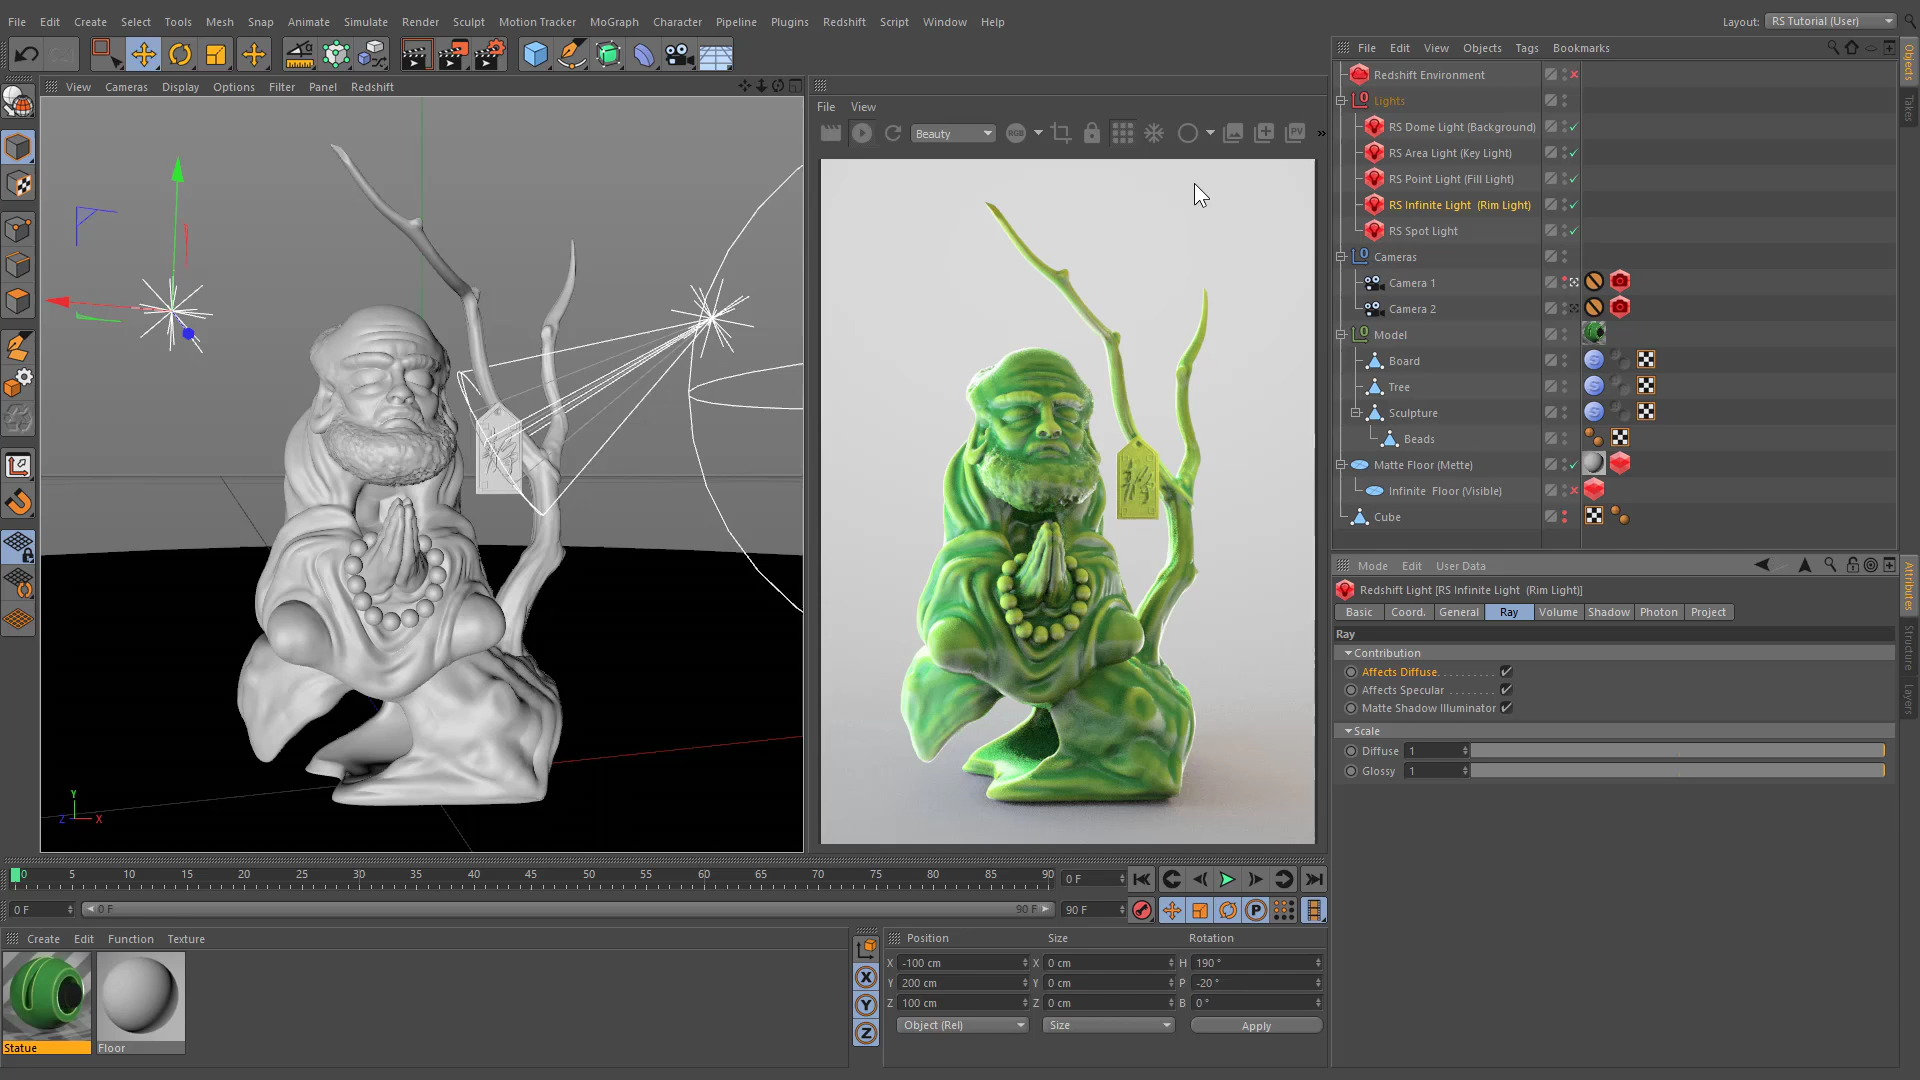 File Edit Create Select Tools Mesh Snap Animate Simulate Render Sculpt Motion Tracker MoGraph Character Pipeline Plugins Redshift Script Window Help
Layout: RS Tutorial (User)
View Cameras Display Options Filter Panel Redshift
File View
Beauty
RGB
PV
»
Y
Z X
File Edit View Objects Tags Bookmarks
Redshift Environment
Lights
RS Dome Light (Background)
RS Area Light (Key Light)
RS Point Light (Fill Light)
RS Infinite Light (Rim Light)
RS Spot Light
Cameras
Camera 1
Camera 2
Model
Board
Tree
Sculpture
Beads
Matte Floor (Mette)
Infinite Floor (Visible)
Cube
Objects
Takes
Mode Edit User Data
Redshift Light [RS Infinite Light (Rim Light)]
Basic Coord. General Ray Volume Shadow Photon Project
Ray
Contribution
Affects Diffuse. . . . . . . . . .
Affects Specular . . . . . . . .
Matte Shadow Illuminator
Scale
Diffuse 1
Glossy 1
Attributes
Structure
Layers
0 5 10 15 20 25 30 35 40 45 50 55 60 65 70 75 80 85 90
0 F
0 F 0 F 90 F 90 F
P
Create Edit Function Texture
Statue Floor
X
Y
Z
Position Size Rotation
X -100 cm X 0 cm H 190 °
Y 200 cm Y 0 cm P -20 °
Z 100 cm Z 0 cm B 0 °
Object (Rel) Size Apply